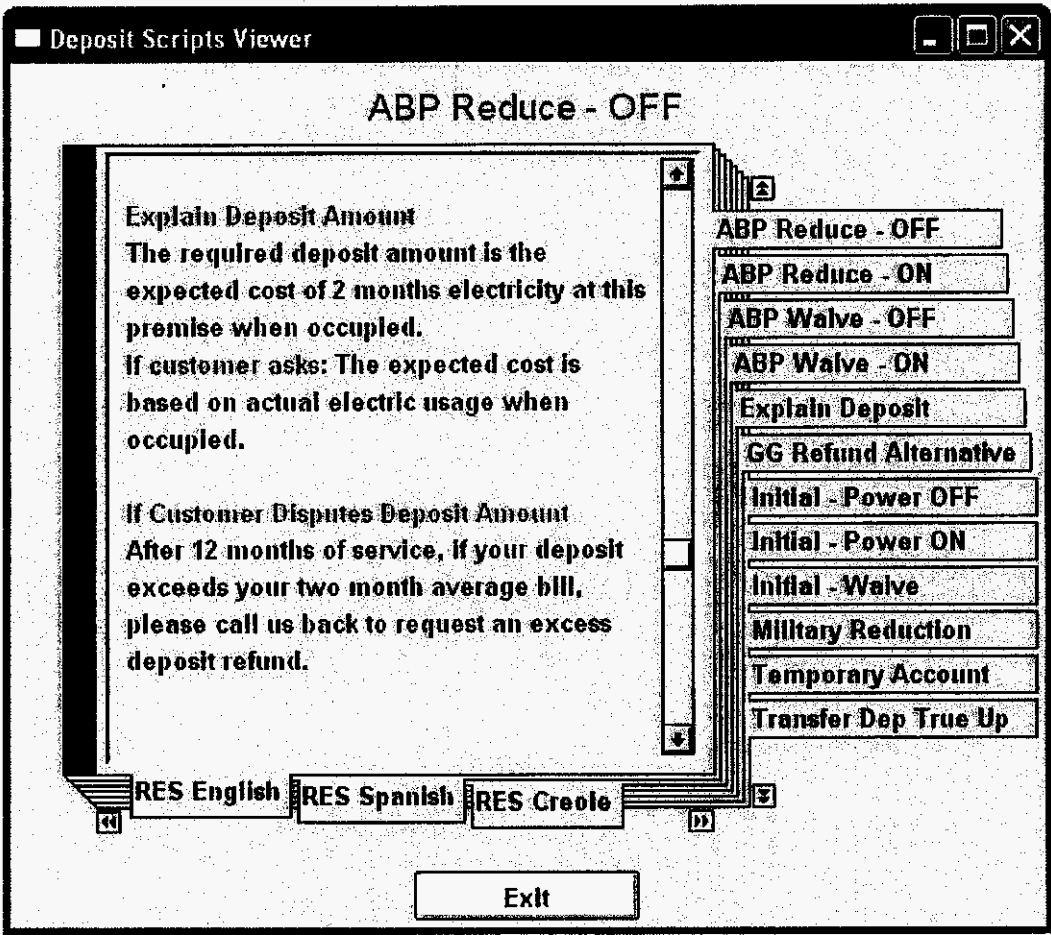 Deposit Scripts Viewer
ABP Reduce - OFF
Explain Deposit Amount
The required deposit amount is the
expected cost of 2 months electricity at this
premise when occupied.
If customer asks: The expected cost is
based on actual electric usage when
occupied.
If Customer Disputes Deposit Amount
After 12 months of service, if your deposit
exceeds your two month average bill,
please call us back to request an excess
deposit refund.
ABP Reduce - OFF
ABP Reduce - ON
ABP Waive - OFF
ABP Waive - ON
Explain Deposit
GG Refund Alternative
Initial - Power OFF
Initial - Power ON
Initial - Waive
Military Reduction
Temporary Account
Transfer Dep True Up
RES English
RES Spanish
RES Creole
Exit